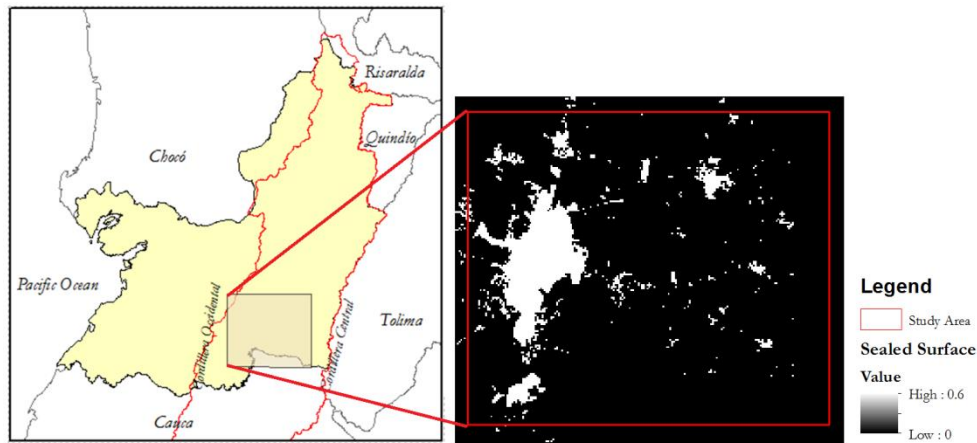 Risaralda
Quindío
Chocó
Pacific Ocean
Cordillera Occidental
Cordillera Central
Tolima
Cauca
Legend
Study Area
Sealed Surface
Value
High : 0.6
Low : 0